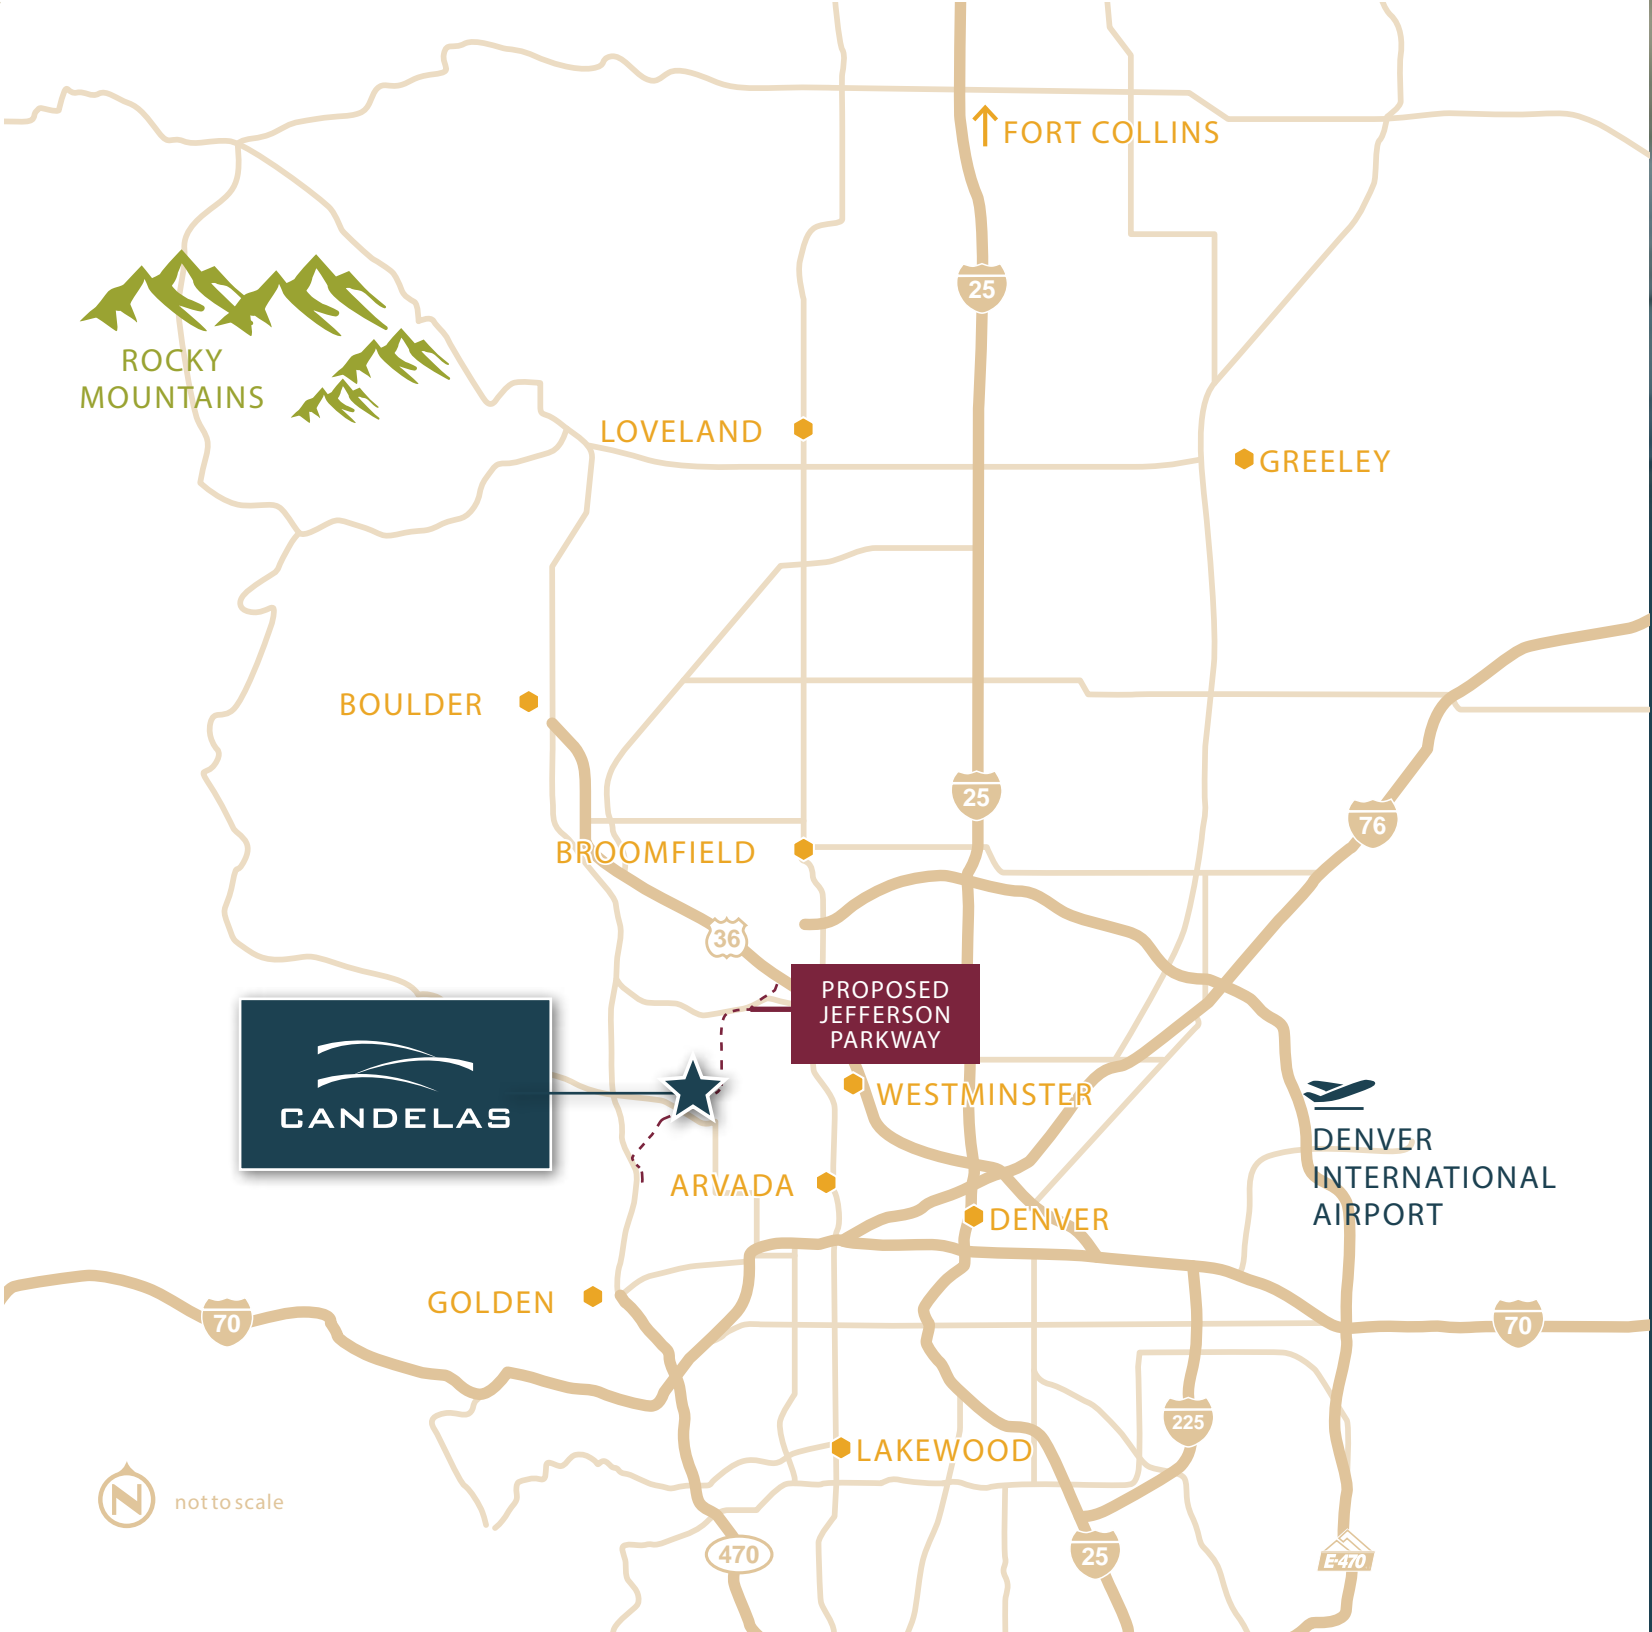 FORT COLLINS
25
ROCKY
MOUNTAINS
LOVELAND
GREELEY
BOULDER
25
76
BROOMFIELD
36
PROPOSED
JEFFERSON
PARKWAY
CANDELAS
WESTMINSTER
DENVER
INTERNATIONAL
AIRPORT
ARVADA
DENVER
GOLDEN
70
70
225
LAKEWOOD
N
not to scale
470
25
E-470